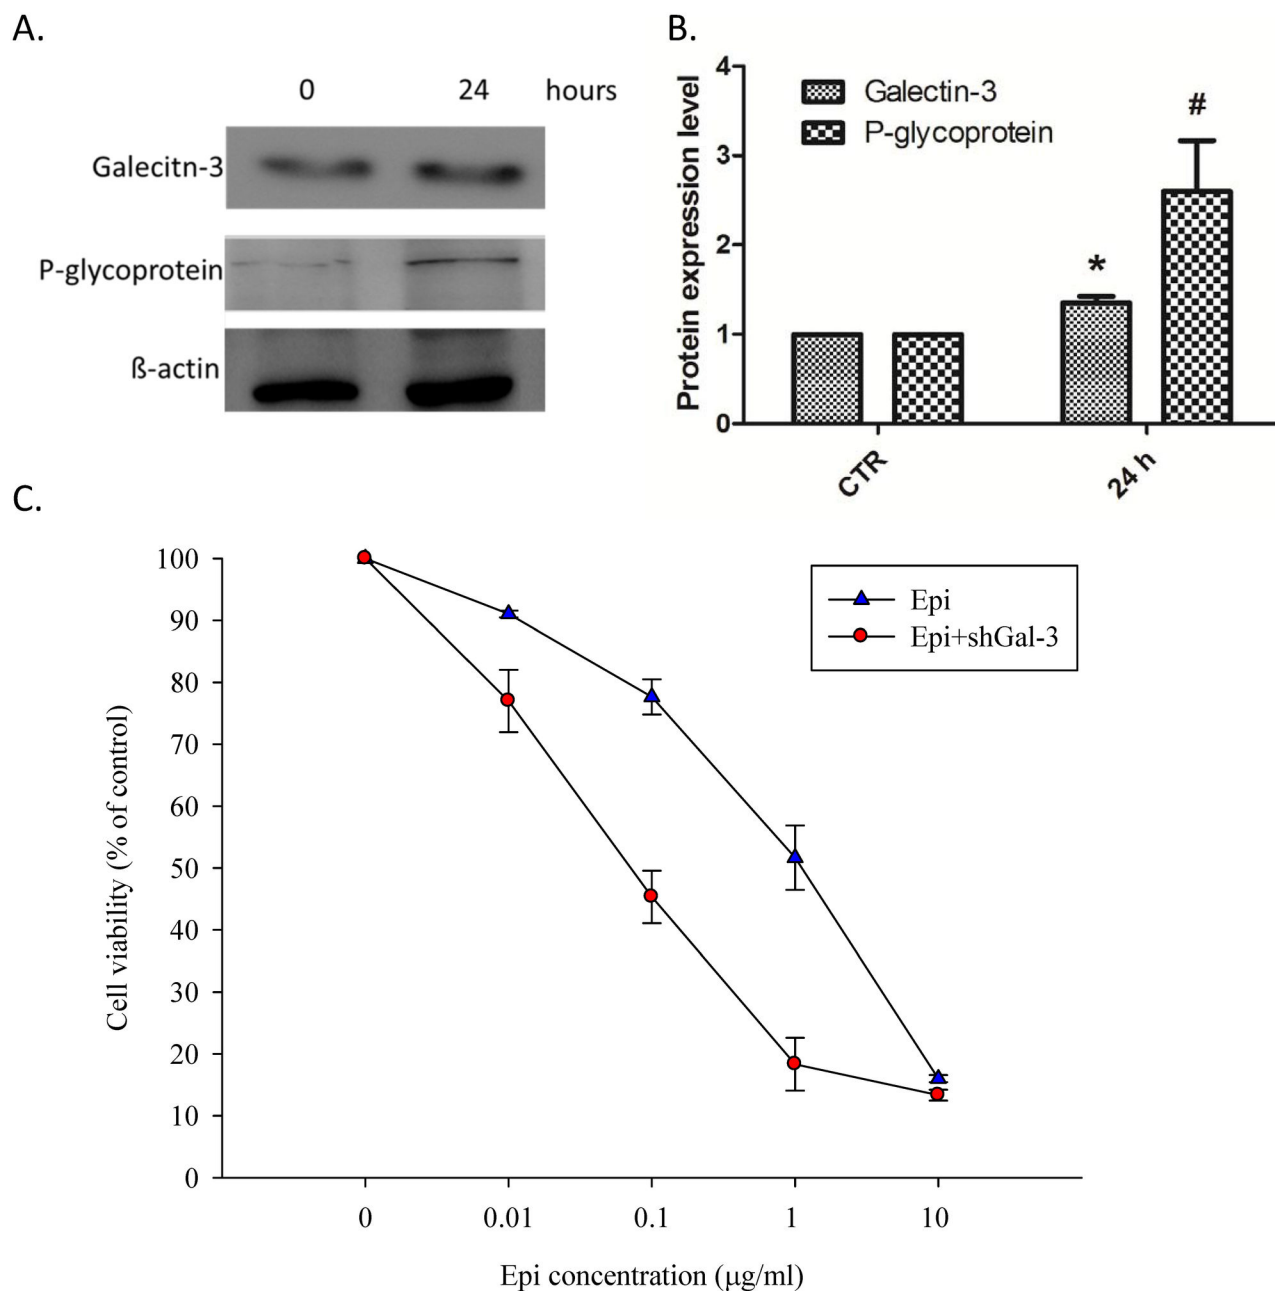 A.
0 24 hours
Galecitn-3
P-glycoprotein
ß-actin
B.
Protein expression level
4
3
2
1
0
Galectin-3
P-glycoprotein
*
#
CTR
24 h
C.
Cell viability (% of control)
100
90
80
70
60
50
40
30
20
10
0
Epi
Epi+shGal-3
0 0.01 0.1 1 10
Epi concentration (μg/ml)